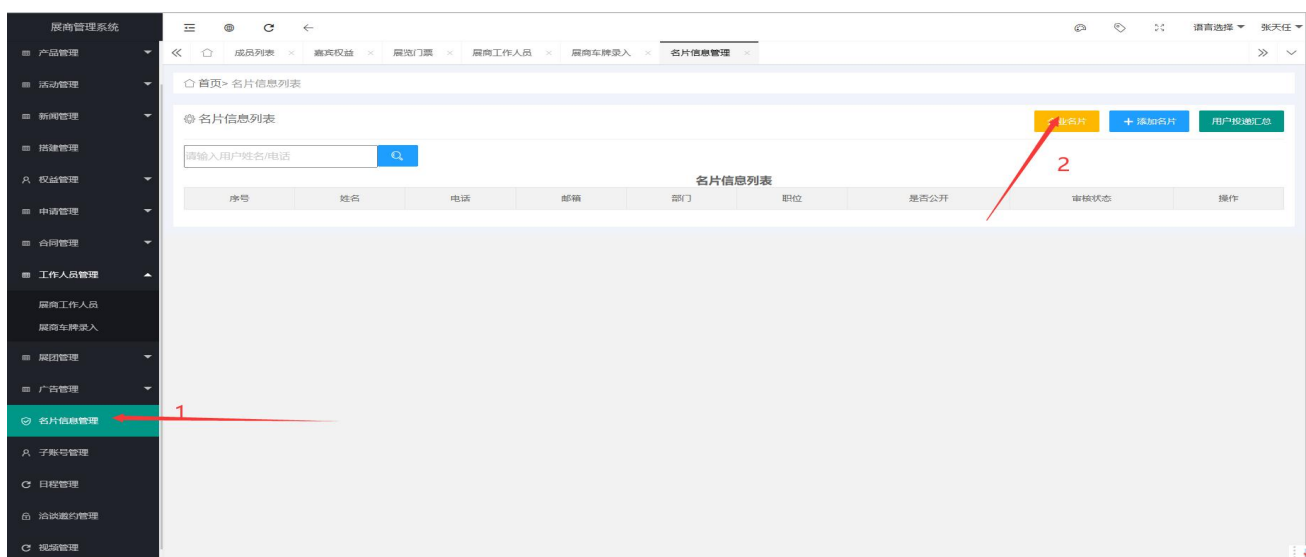 展商管理系统
语言选择 张天任
产品管理
成员列表 嘉宾权益 展览门票 展商工作人员 展商车牌录入 名片信息管理
活动管理
首页> 名片信息列表
新闻管理
名片信息列表
业名片 添加名片 用户投递汇总
搭建管理
请输入用户姓名/电话
2
权益管理
名片信息列表
序号 姓名 电话 邮箱 部门 职位 是否公开 审核状态 操作
申请管理
合同管理
工作人员管理
展商工作人员
展商车牌录入
展团管理
广告管理
1
名片信息管理
子账号管理
日程管理
洽谈邀约管理
视频管理